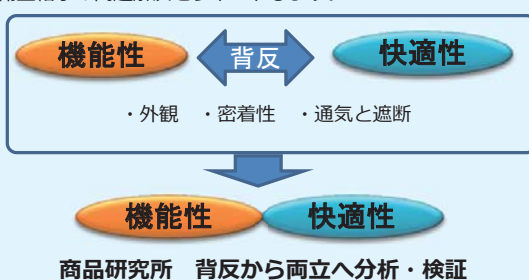 機能性 背反 快適性
・外観 ・密着性 ・通気と遮断
機能性 快適性
商品研究所 背反から両立へ分析・検証